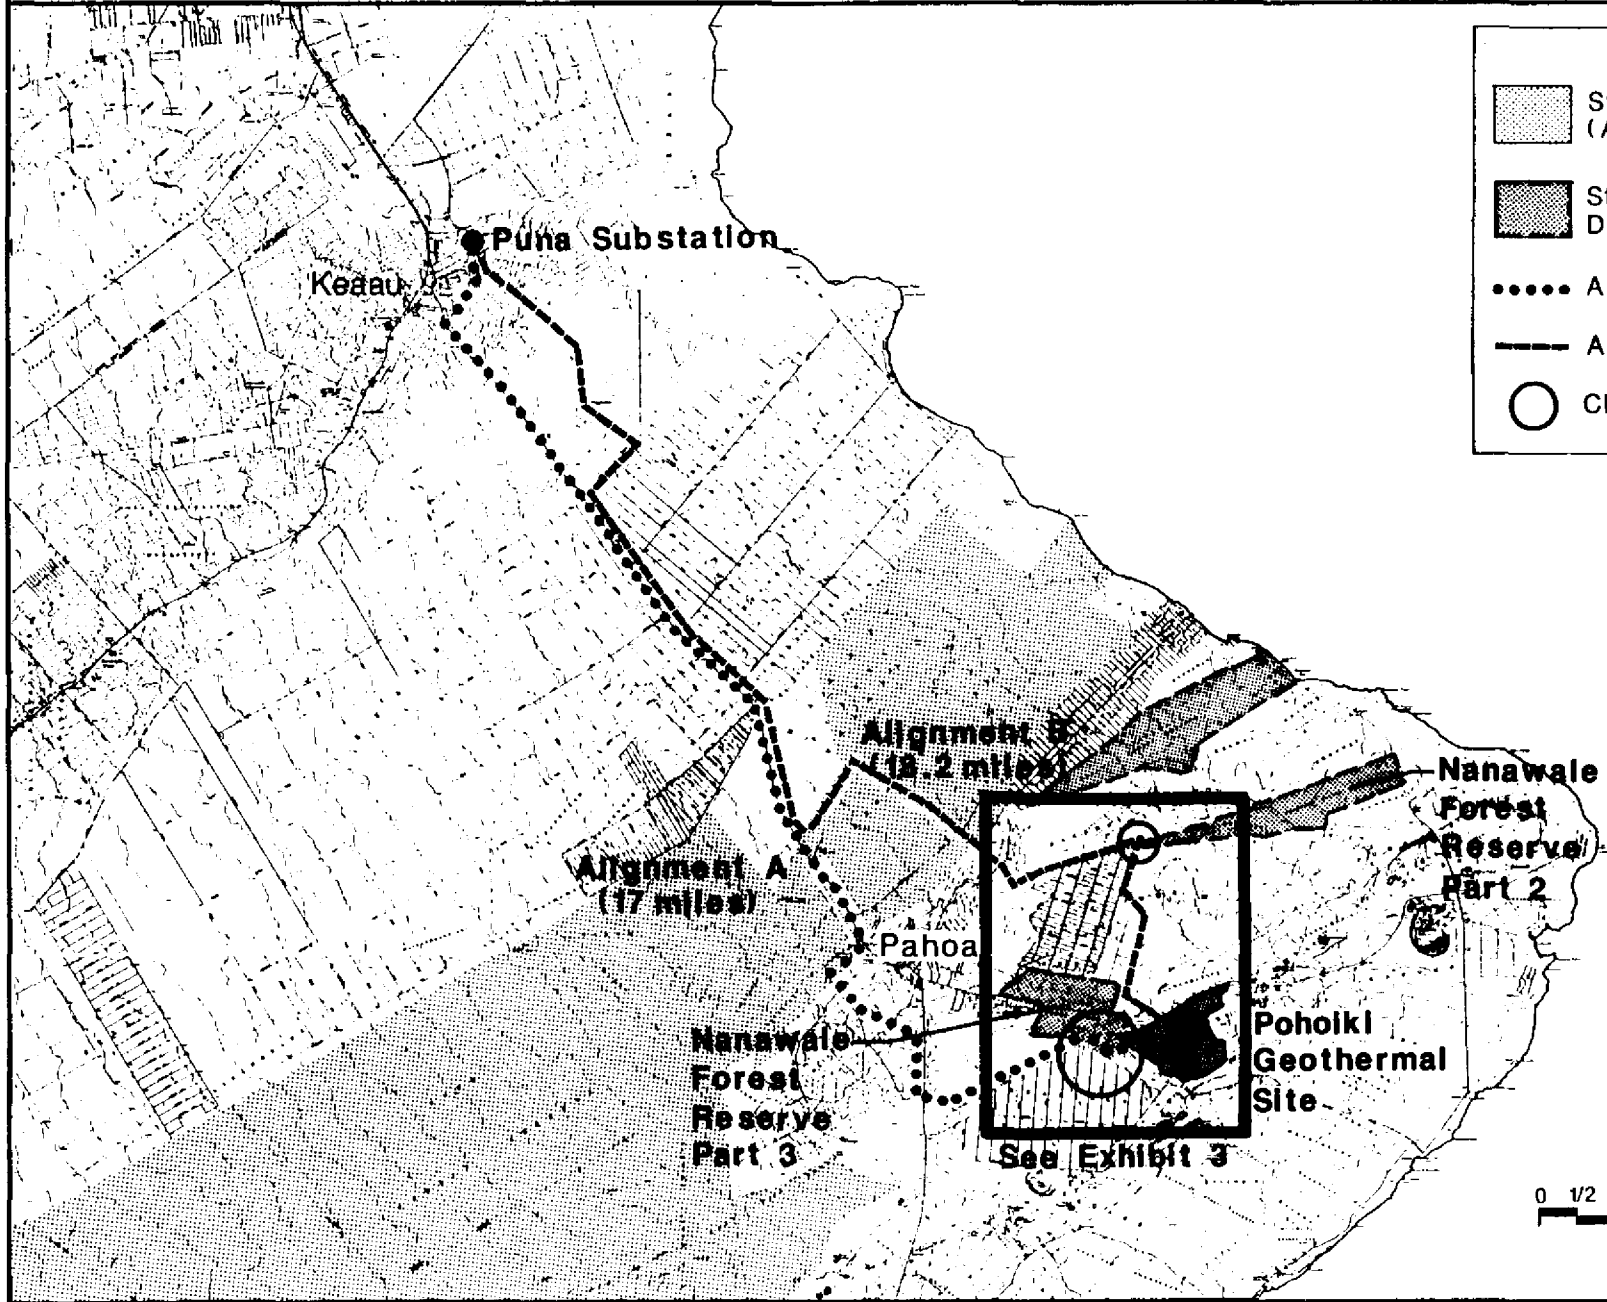 Puna Substation
Keaau
Alignment B
(18.2 miles)
Alignment A
(17 miles)
Pahoa
Nanawale
Forest
Reserve
Part 2
Nanawale
Forest
Reserve
Part 3
Pohoiki
Geothermal
Site
See Exhibit 3
A
A
0 1/2